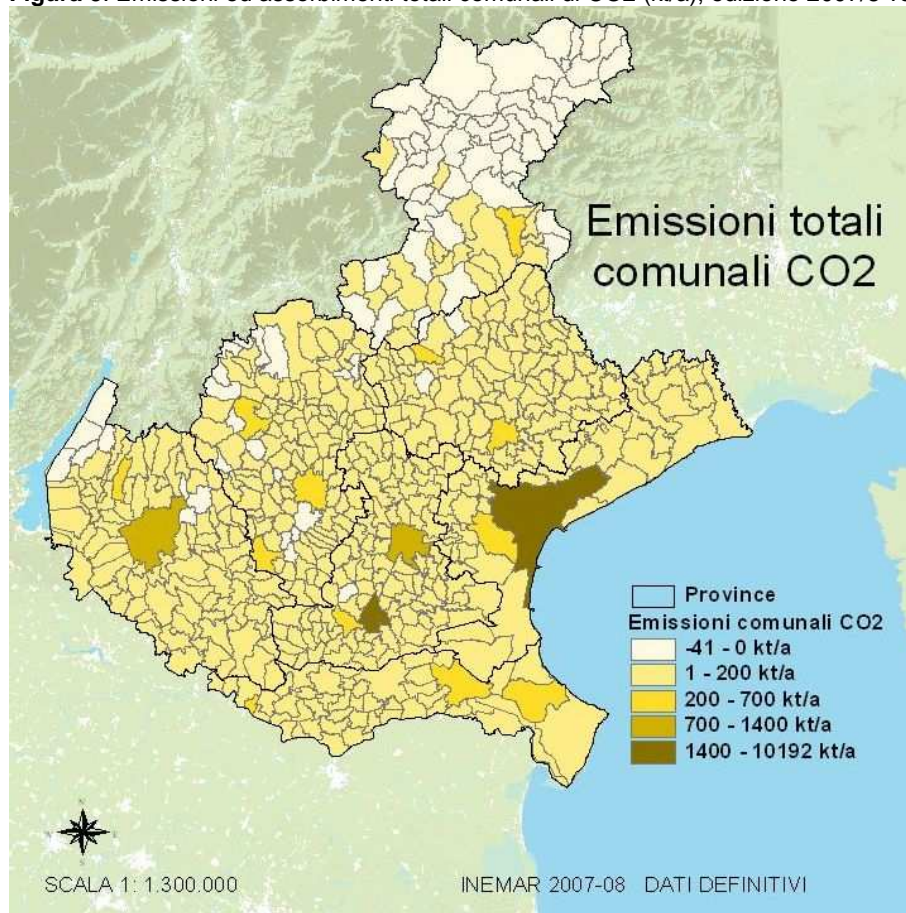 Emissioni totali
comunali CO2
Province
Emissioni comunali CO2
-41 - 0 kt/a
1 - 200 kt/a
200 - 700 kt/a
700 - 1400 kt/a
1400 - 10192 kt/a
SCALA 1: 1.300.000
INEMAR 2007-08 DATI DEFINITIVI